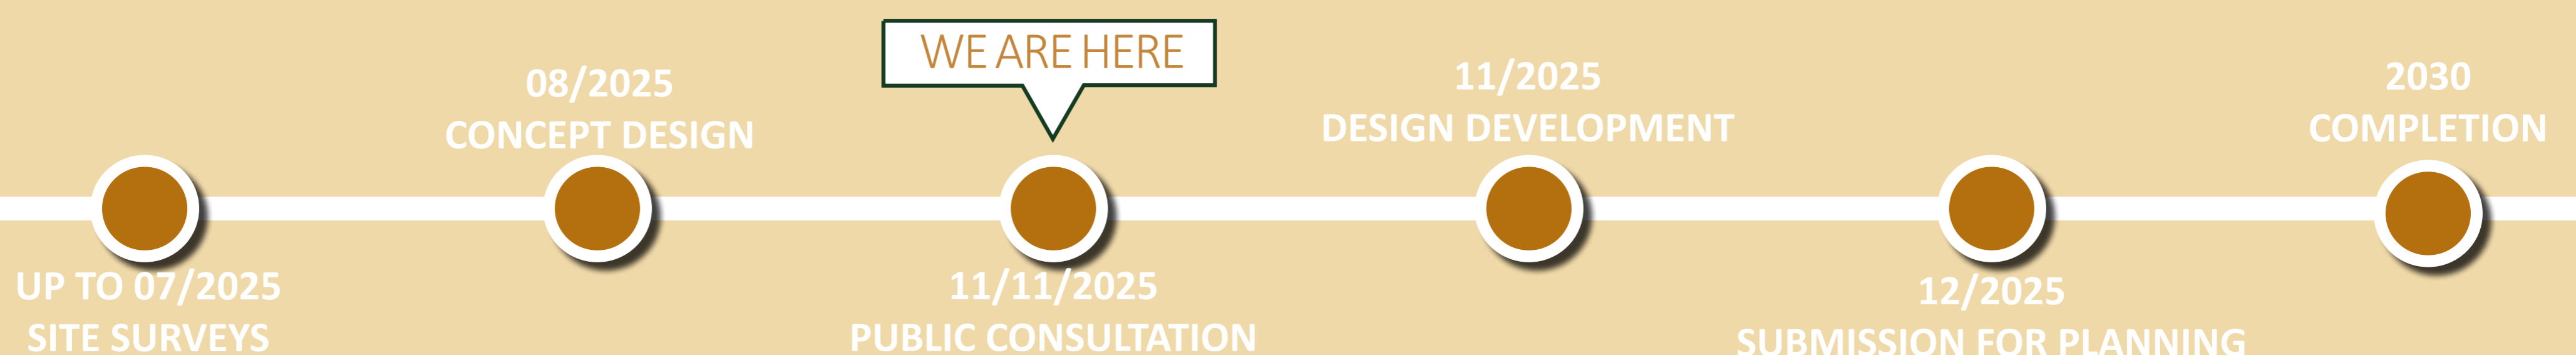 UP TO 07/2025
SITE SURVEYS
08/2025
CONCEPT DESIGN
WE ARE HERE
11/11/2025
PUBLIC CONSULTATION
11/2025
DESIGN DEVELOPMENT
12/2025
SUBMISSION FOR PLANNING
2030
COMPLETION